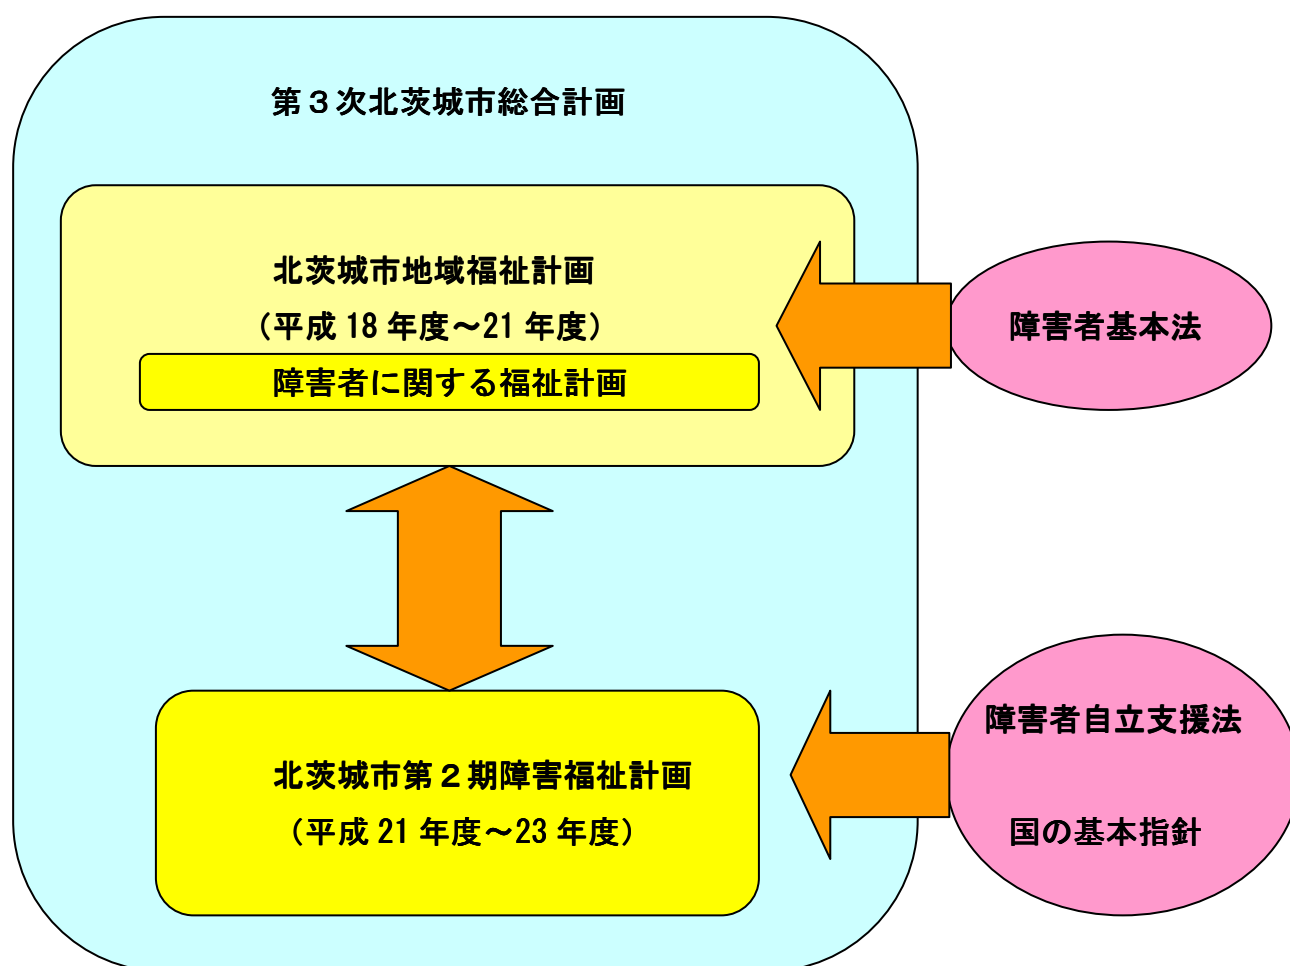 第３次北茨城市総合計画
北茨城市地域福祉計画
（平成 18 年度～21 年度）
障害者に関する福祉計画
障害者基本法
北茨城市第２期障害福祉計画
（平成 21 年度～23 年度）
障害者自立支援法
国の基本指針